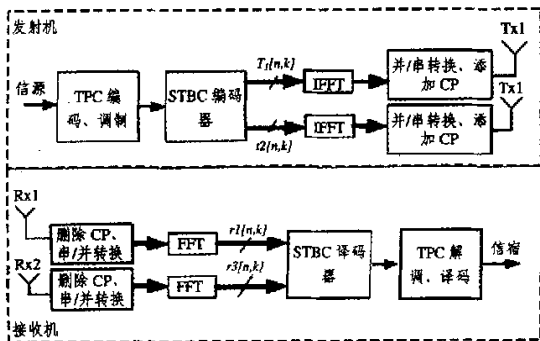 发射机
Tx1
信源
TPC 编
码、调制
STBC 编码
器
T1[n,k]
IFFT
并/串转换、添
加 CP
Tx1
t2[n,k]
IFFT
并/串转换、添
加 CP
Rx1
删除 CP、
串/并转换
FFT
r1[n,k]
STBC 译码
器
TPC 解
调、译码
信宿
Rx2
删除 CP、
串/并转换
FFT
r3[n,k]
接收机